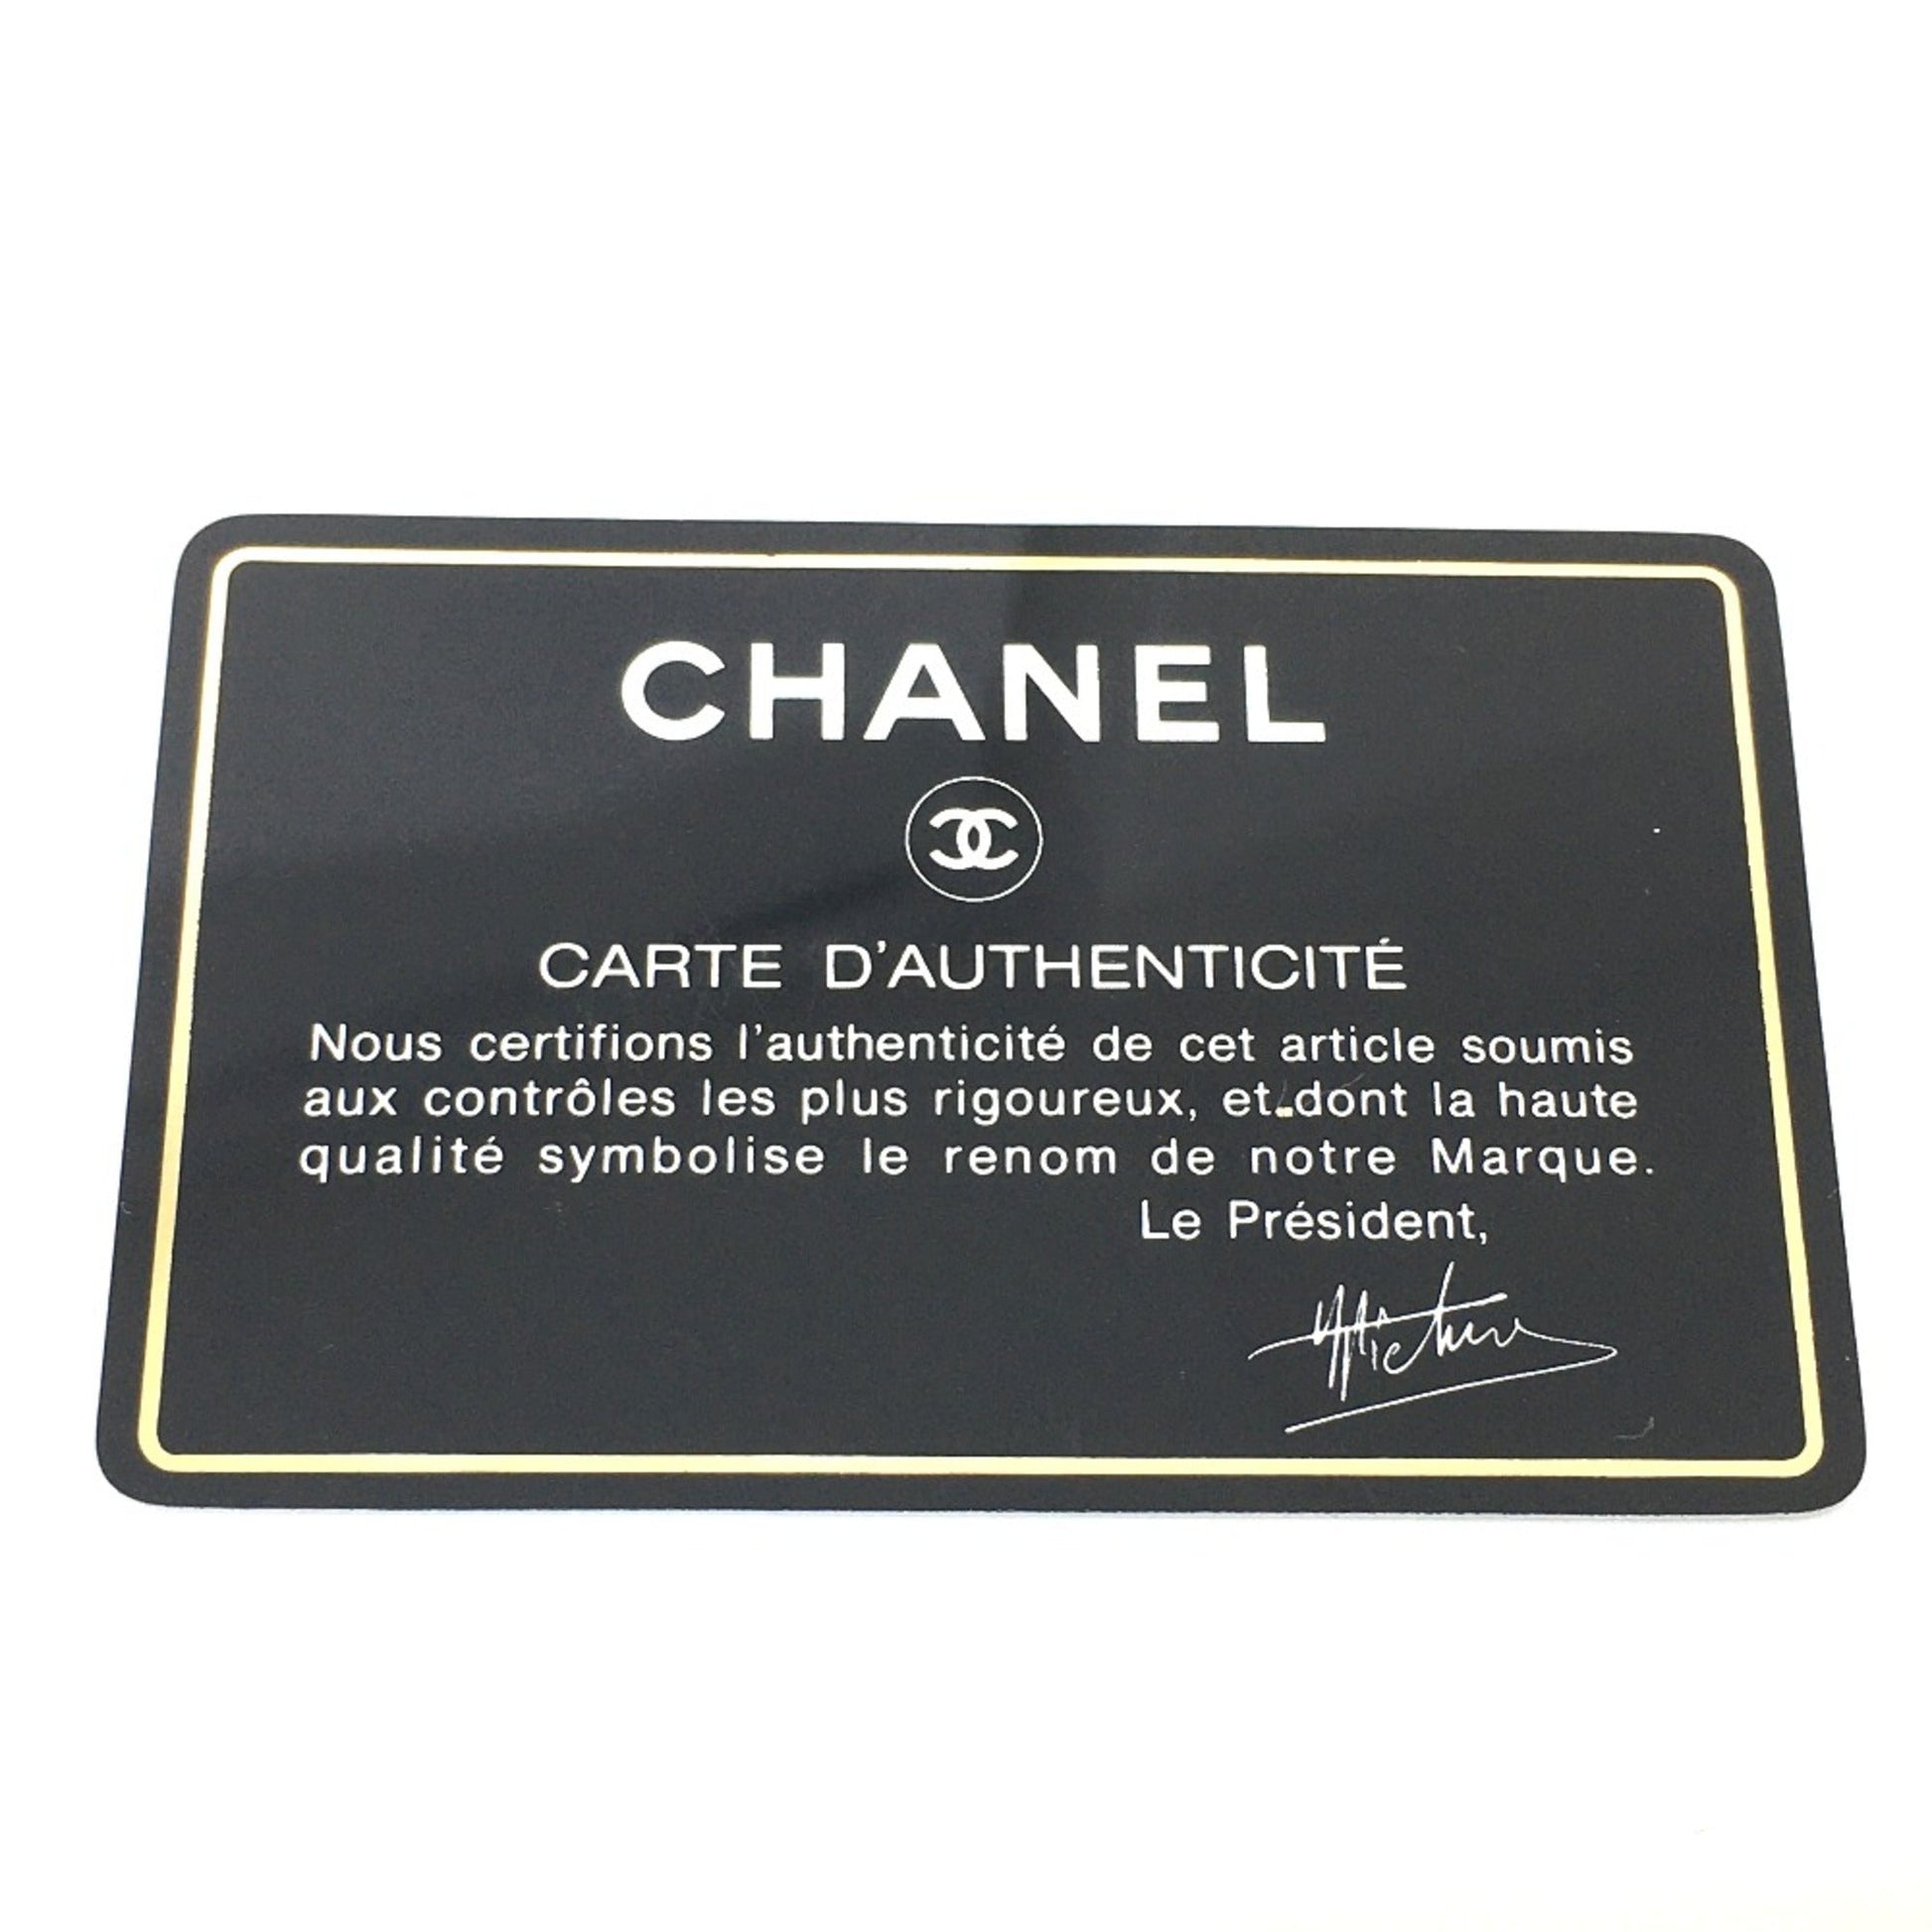 CHANEL
CARTE D'AUTHENTICITÉ
Nous certifions l'authenticité de cet article soumis
aux contrôles les plus rigoureux, et dont la haute
qualité symbolise le renom de notre Marque.
Le Président,